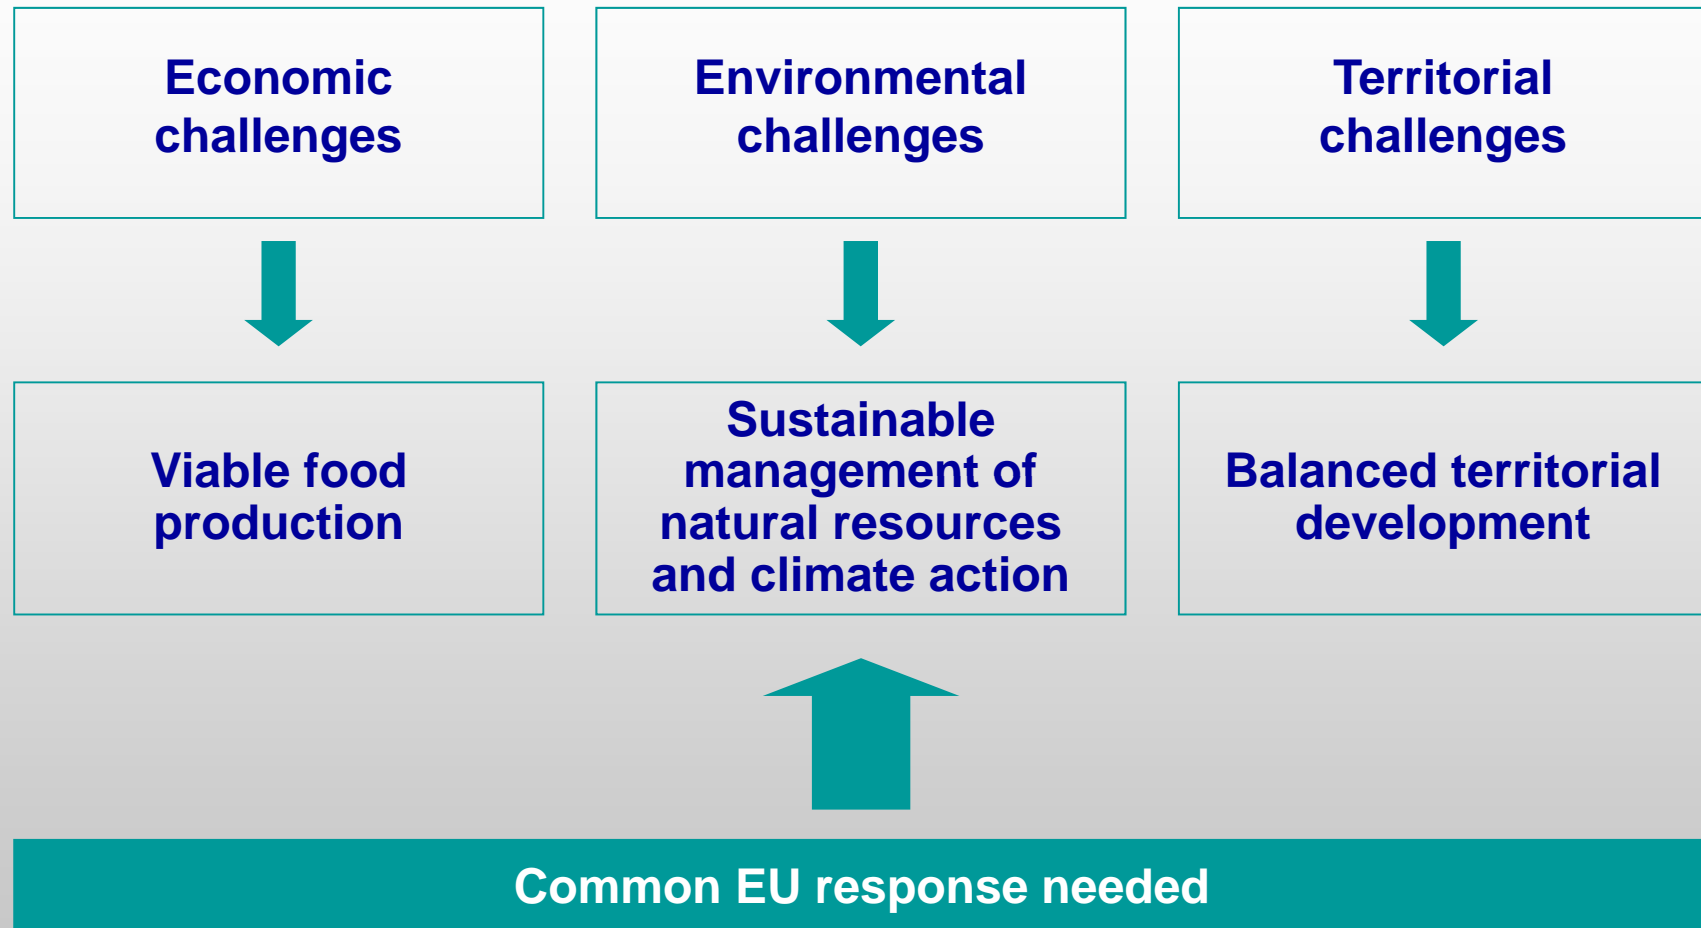 Economic
challenges
Environmental
challenges
Territorial
challenges
Viable food
production
Sustainable
management of
natural resources
and climate action
Balanced territorial
development
Common EU response needed